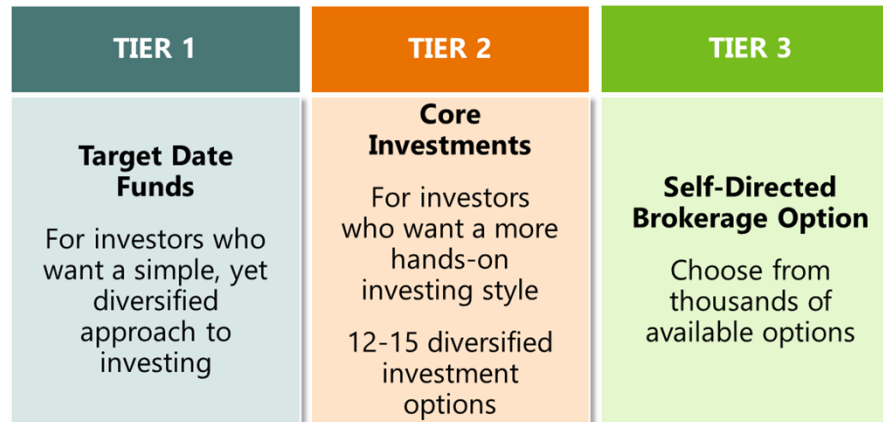 TIER 1
Target Date
Funds
For investors who
want a simple, yet
diversified
approach to
investing
TIER 2
Core
Investments
For investors
who want a more
hands-on
investing style
12-15 diversified
investment
options
TIER 3
Self-Directed
Brokerage Option
Choose from
thousands of
available options